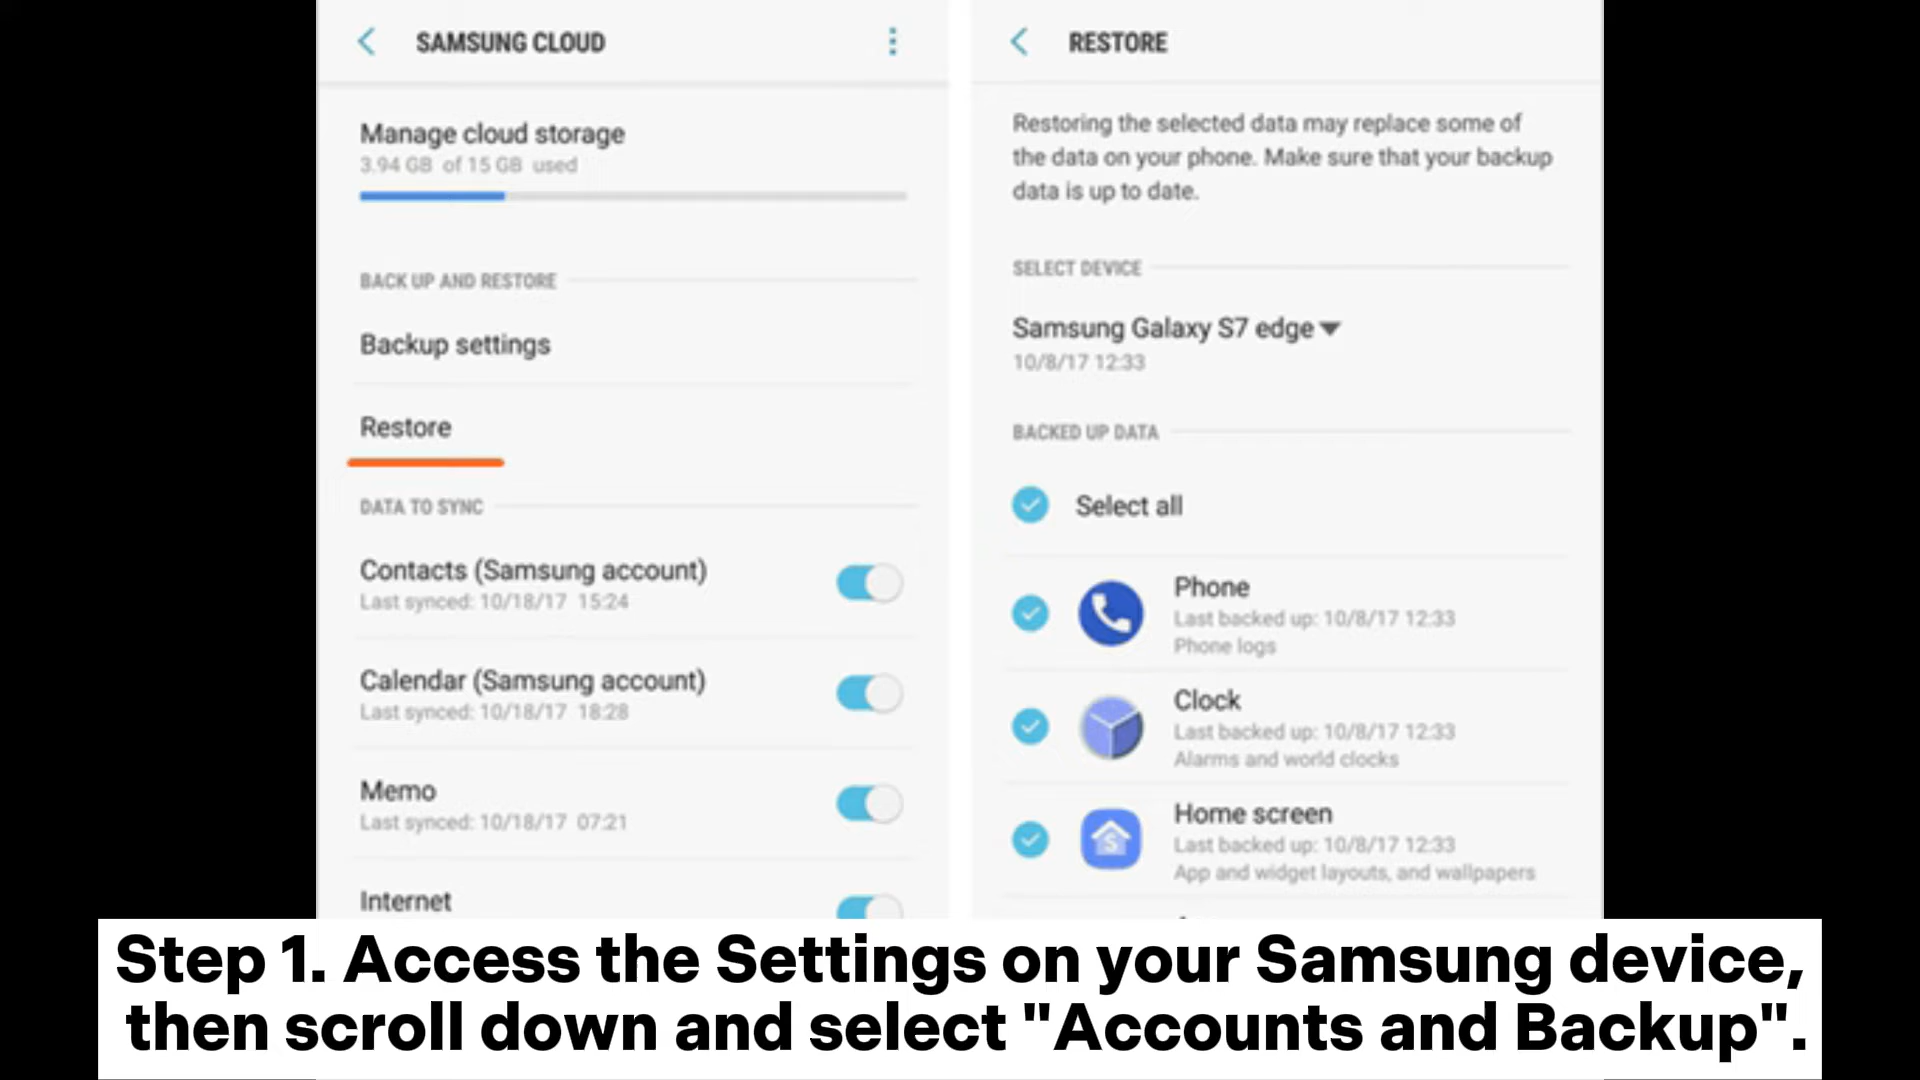 SAMSUNG CLOUD
Manage cloud storage
3.94 GB of 15 GB used
BACK UP AND RESTORE
Backup settings
Restore
DATA TO SYNC
Contacts (Samsung account)
Last synced: 10/18/17 15:24
Calendar (Samsung account)
Last synced: 10/18/17 18:28
Memo
Last synced: 10/18/17 07:21
Internet
RESTORE
Restoring the selected data may replace some of
the data on your phone. Make sure that your backup
data is up to date.
SELECT DEVICE
Samsung Galaxy S7 edge
10/8/17 12:33
BACKED UP DATA
Select all
Phone
Last backed up: 10/8/17 12:33
Phone logs
Clock
Last backed up: 10/8/17 12:33
Alarms and world clocks
Home screen
Last backed up: 10/8/17 12:33
App and widget layouts, and wallpapers
Step 1. Access the Settings on your Samsung device,
then scroll down and select "Accounts and Backup".